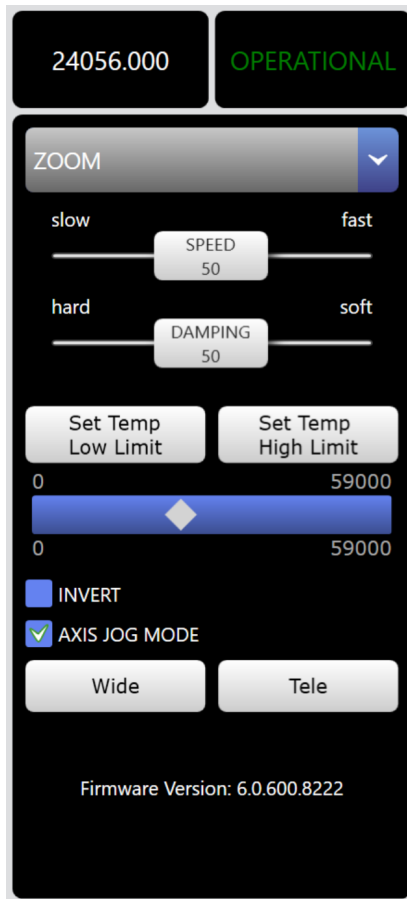 24056.000 OPERATIONAL
ZOOM
slow fast
SPEED
50
hard soft
DAMPING
50
Set Temp
Low Limit
Set Temp
High Limit
0 59000
0 59000
INVERT
AXIS JOG MODE
Wide Tele
Firmware Version: 6.0.600.8222